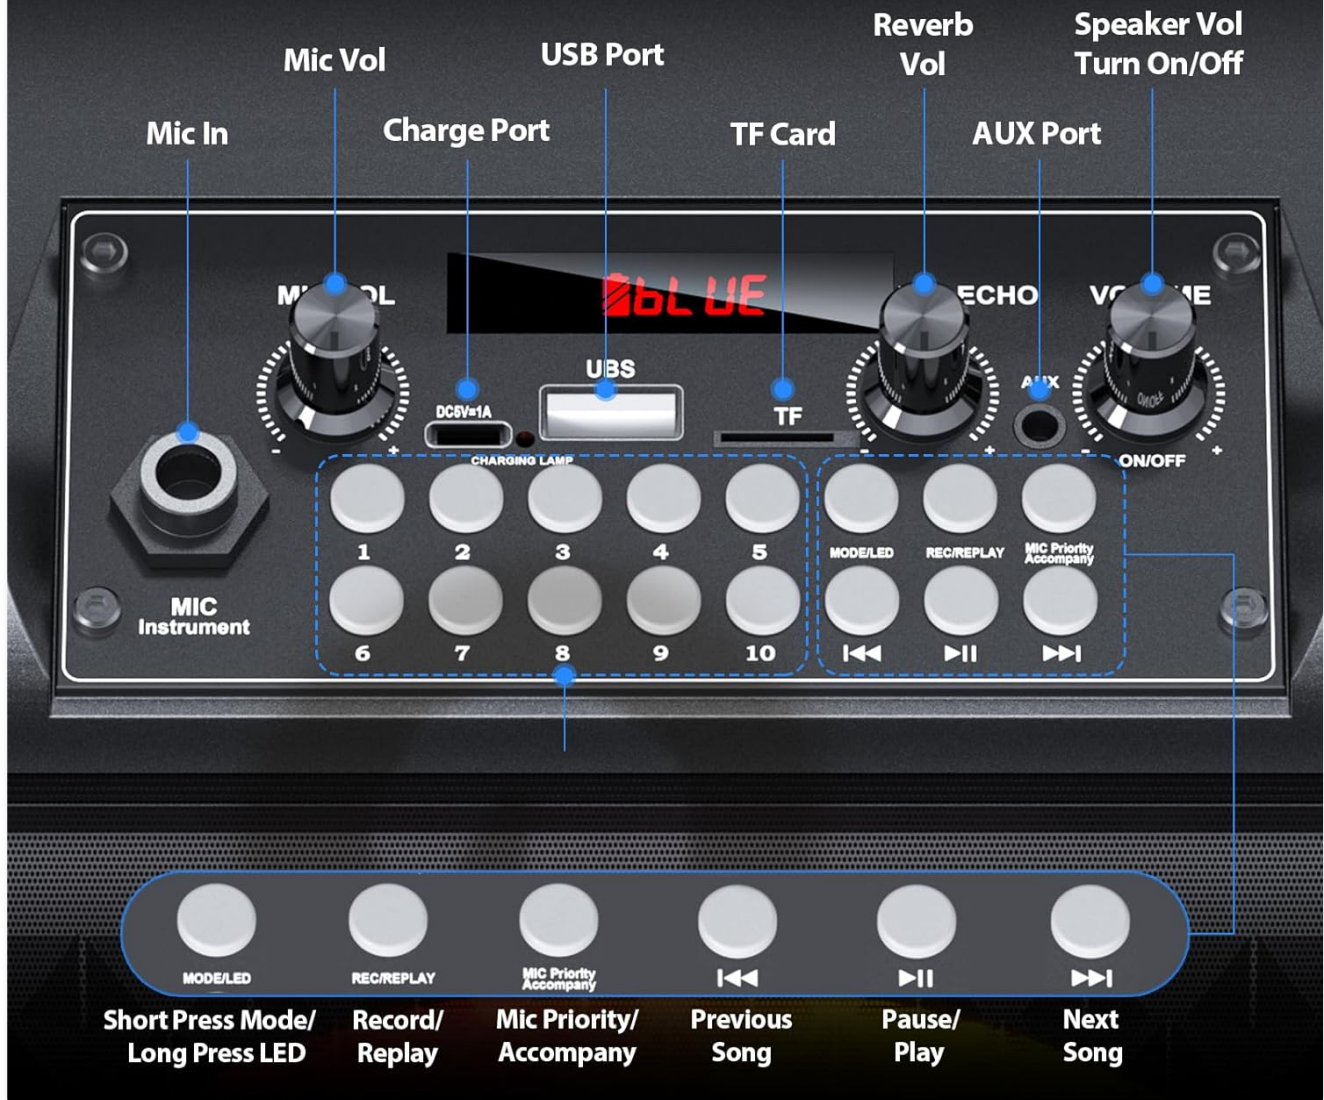 Reverb
Vol
Speaker Vol
Turn On/Off
Mic Vol
USB Port
Mic In
Charge Port
TF Card
AUX Port
bLUE
ECHO
UBS
AUX
DC5V=1A
TF
ON/OFF
- +
CHARGING LAMP
- +
- +
ON/OFF
1 2 3 4 5
MODE/LED
REC/REPLAY
MIC Priority
Accompany
MIC
Instrument
6 7 8 9 10
MODE/LED
REC/REPLAY
MIC Priority
Accompany
Short Press Mode/
Long Press LED
Record/
Replay
Mic Priority/
Accompany
Previous
Song
Pause/
Play
Next
Song